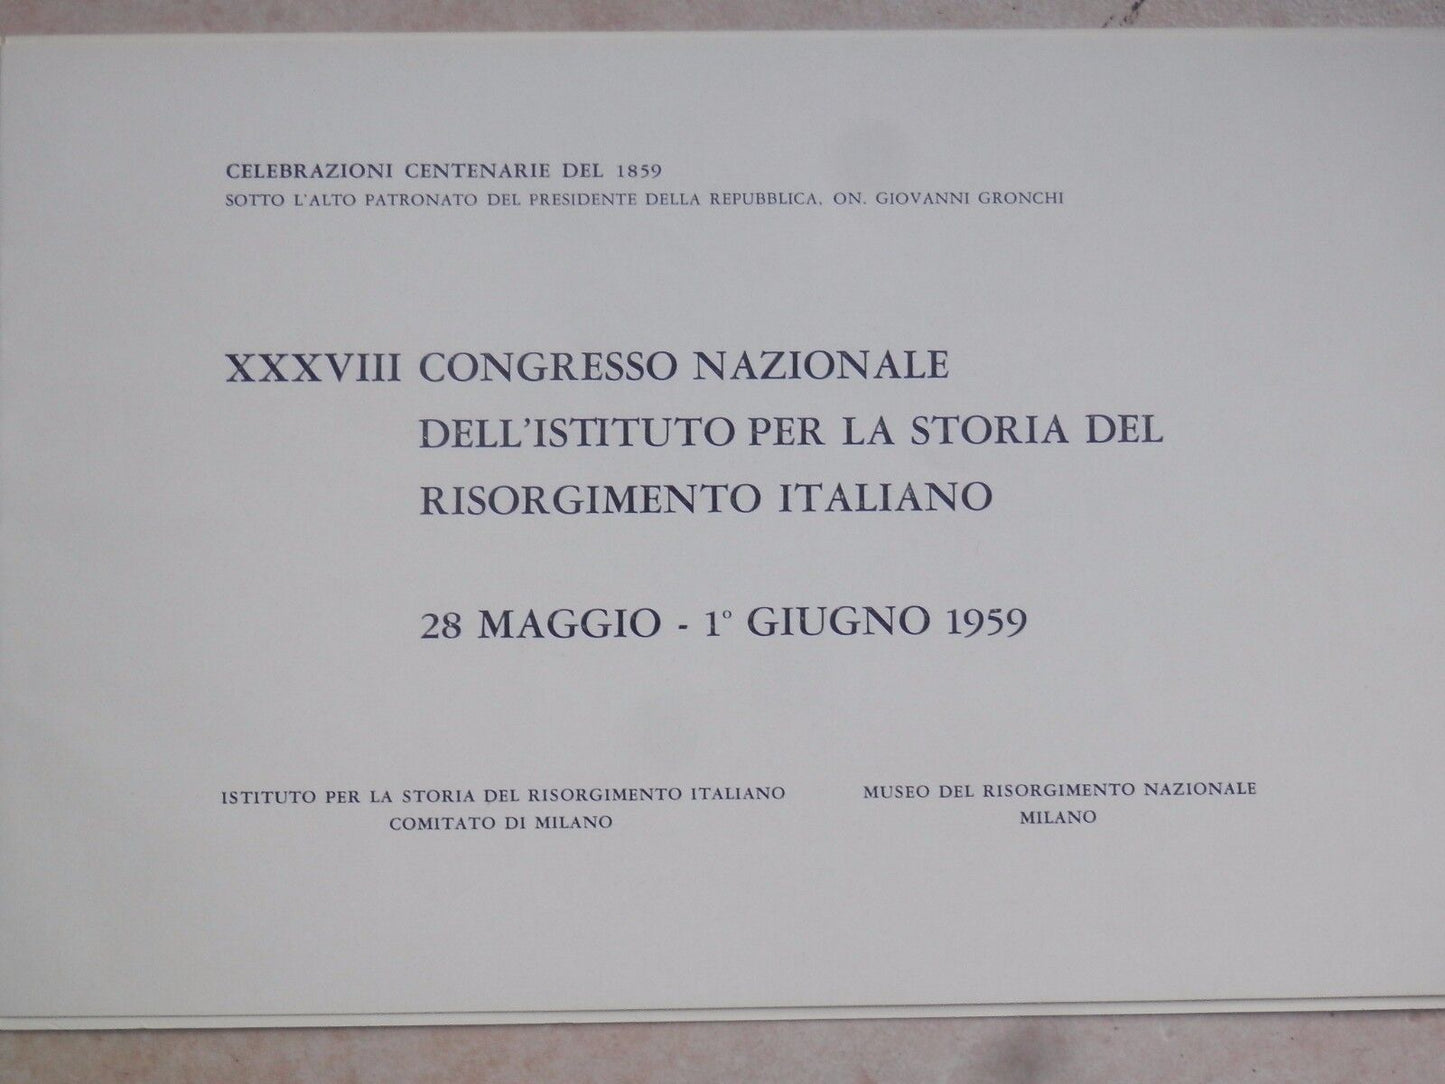 CELEBRAZIONI CENTENARIE DEL 1859
SOTTO L'ALTO PATRONATO DEL PRESIDENTE DELLA REPUBBLICA, ON. GIOVANNI GRONCHI
XXXVIII CONGRESSO NAZIONALE
DELL'ISTITUTO PER LA STORIA DEL
RISORGIMENTO ITALIANO
28 MAGGIO - 1° GIUGNO 1959
ISTITUTO PER LA STORIA DEL RISORGIMENTO ITALIANO
COMITATO DI MILANO
MUSEO DEL RISORGIMENTO NAZIONALE
MILANO